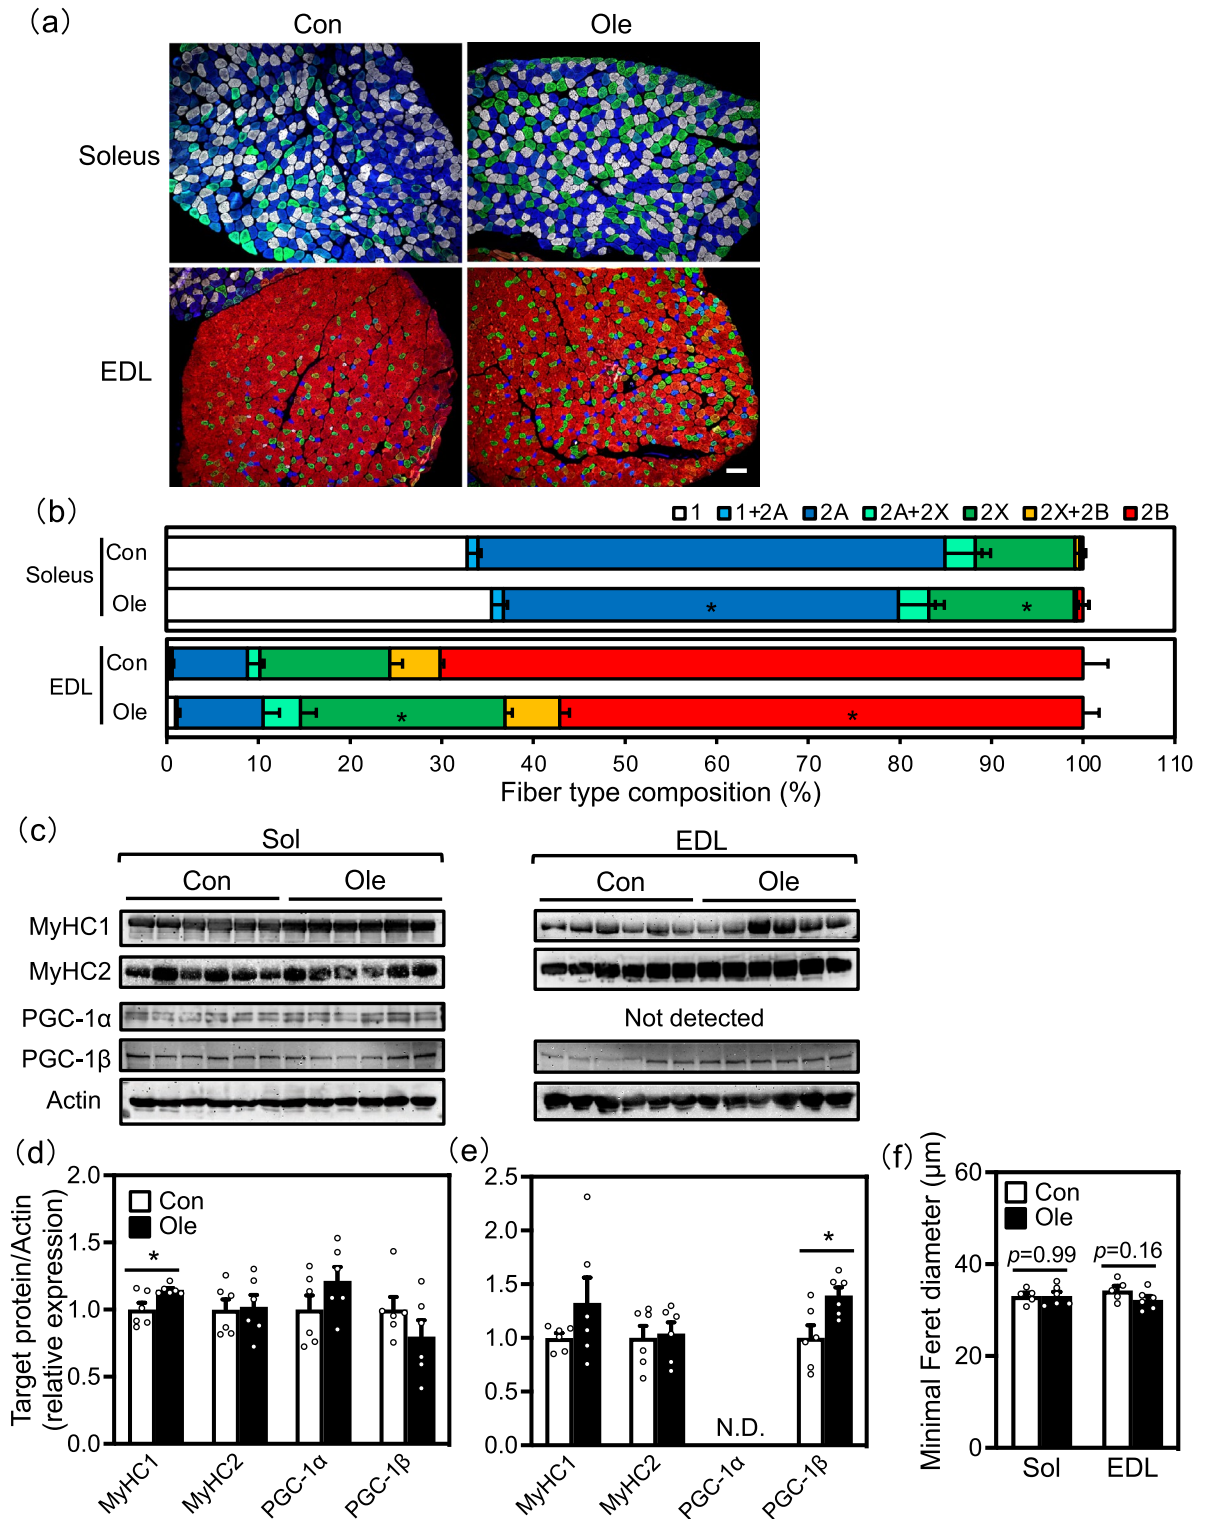 (a)
Con Ole
Soleus
EDL
(b)
1 1+2A 2A 2A+2X 2X 2X+2B 2B
Soleus
Con
Ole
*
*
EDL
Con
Ole
*
*
0 10 20 30 40 50 60 70 80 90 100 110
Fiber type composition (%)
(c)
Sol EDL
Con Ole Con Ole
MyHC1
MyHC2
PGC-1α Not detected
PGC-1β
Actin
(d)
Target protein/Actin
(relative expression)
2.0
1.5
1.0
0.5
0.0
Con
Ole
*
MyHC1 MyHC2 PGC-1α PGC-1β
(e)
2.5
2.0
1.5
1.0
0.5
0.0
*
N.D.
MyHC1 MyHC2 PGC-1α PGC-1β
(f)
Minimal Feret diameter (μm)
60
40
20
0
Con
Ole
p=0.99 p=0.16
Sol EDL